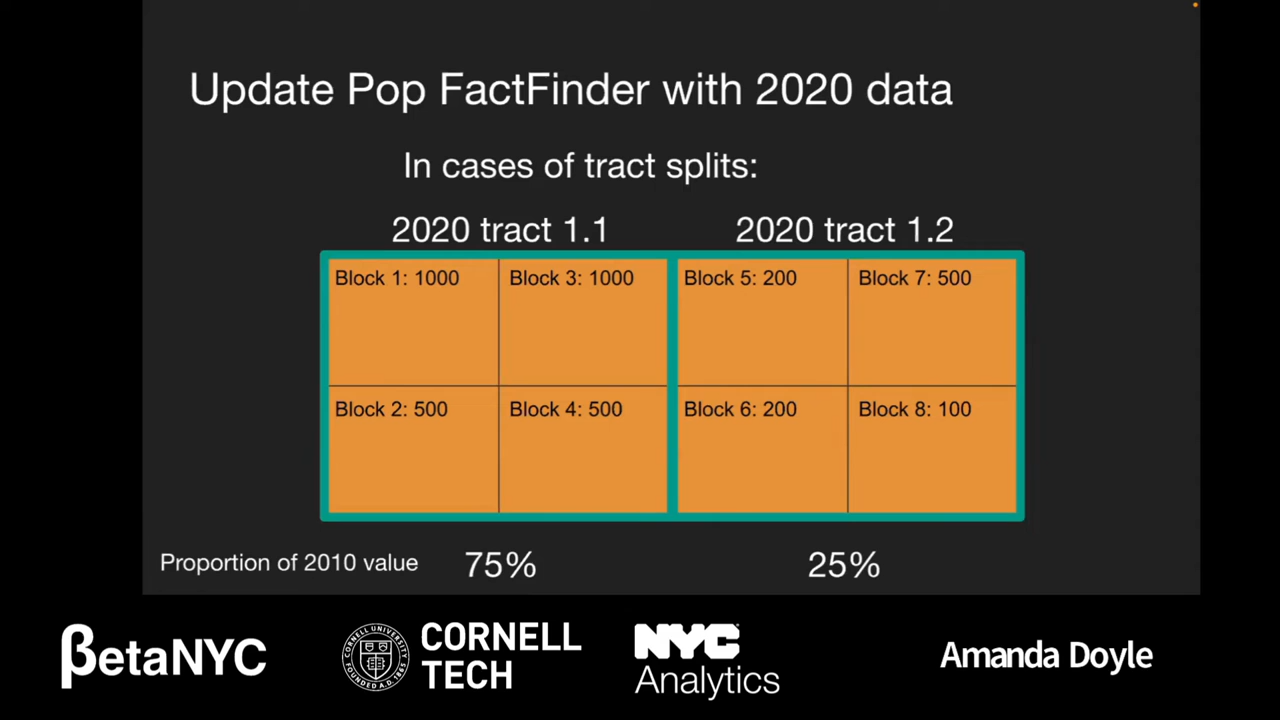 Update Pop FactFinder with 2020 data
In cases of tract splits:
2020 tract 1.1 2020 tract 1.2
Block 1: 1000 Block 3: 1000 Block 5: 200 Block 7: 500
Block 2: 500 Block 4: 500 Block 6: 200 Block 8: 100
Proportion of 2010 value 75% 25%
βetaNYC
CORNELL
TECH
NYC
Analytics
Amanda Doyle